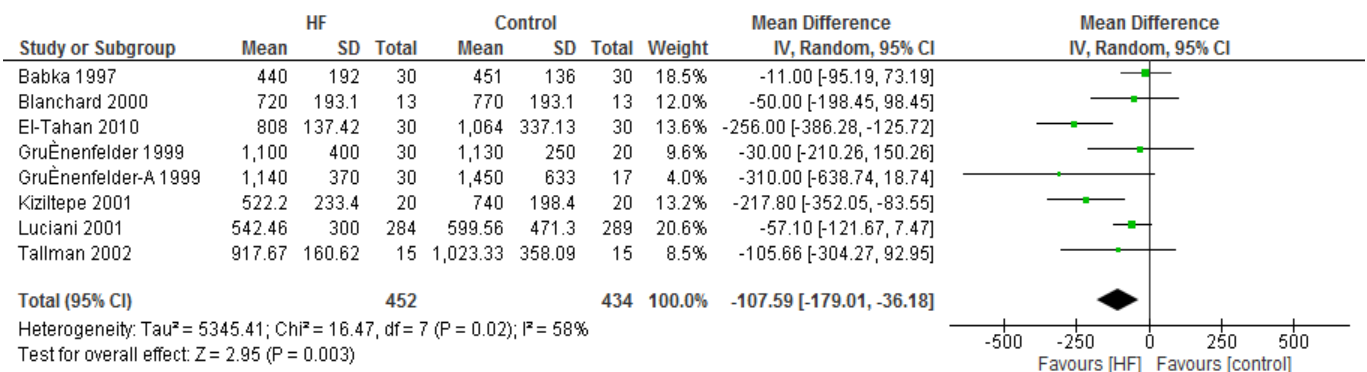 HF Control Mean Difference Mean Difference
Study or Subgroup Mean SD Total Mean SD Total Weight IV, Random, 95% CI IV, Random, 95% CI
Babka 1997 440 192 30 451 136 30 18.5% -11.00 [-95.19, 73.19]
Blanchard 2000 720 193.1 13 770 193.1 13 12.0% -50.00 [-198.45, 98.45]
El-Tahan 2010 808 137.42 30 1,064 337.13 30 13.6% -256.00 [-386.28, -125.72]
GruÈnenfelder 1999 1,100 400 30 1,130 250 20 9.6% -30.00 [-210.26, 150.26]
GruÈnenfelder-A 1999 1,140 370 30 1,450 633 17 4.0% -310.00 [-638.74, 18.74]
Kiziltepe 2001 522.2 233.4 20 740 198.4 20 13.2% -217.80 [-352.05, -83.55]
Luciani 2001 542.46 300 284 599.56 471.3 289 20.6% -57.10 [-121.67, 7.47]
Tallman 2002 917.67 160.62 15 1,023.33 358.09 15 8.5% -105.66 [-304.27, 92.95]
Total (95% CI) 452 434 100.0% -107.59 [-179.01, -36.18]
Heterogeneity: Tau² = 5345.41; Chi² = 16.47, df = 7 (P = 0.02); I² = 58%
Test for overall effect: Z = 2.95 (P = 0.003)
-500 -250 0 250 500
Favours [HF] Favours [control]